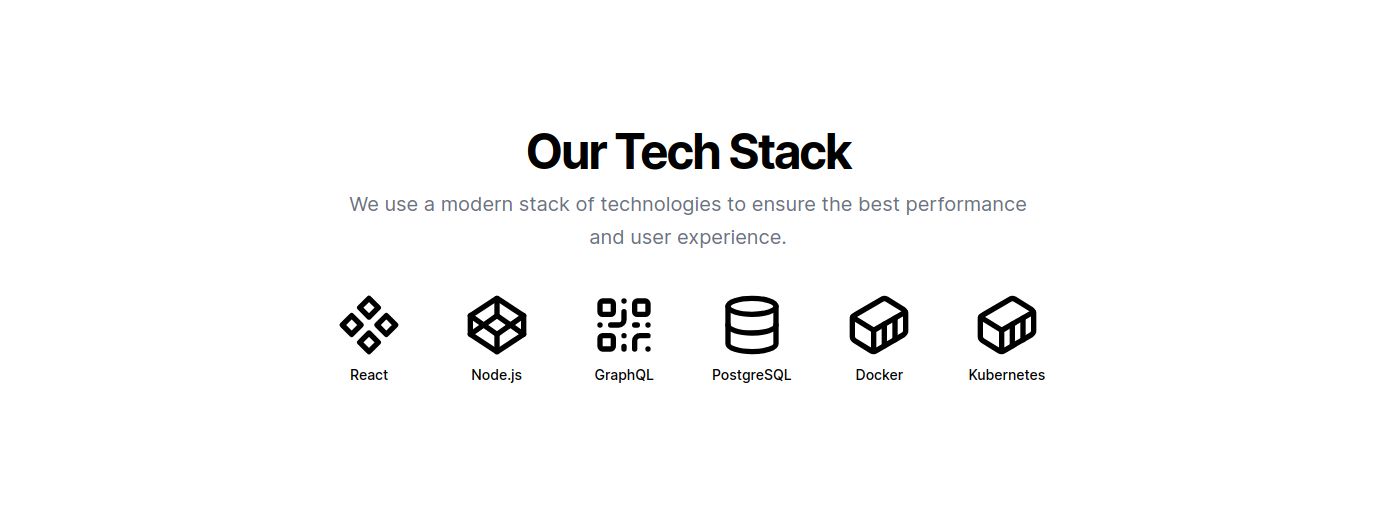 Our Tech Stack
We use a modern stack of technologies to ensure the best performance
and user experience.
React
Node.js
GraphQL
PostgreSQL
Docker
Kubernetes